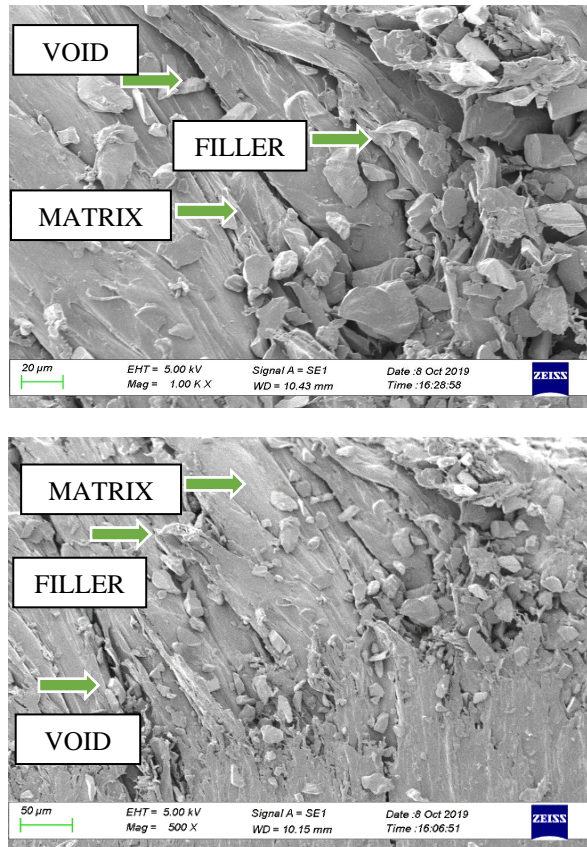 VOID
FILLER
MATRIX
20 µm
EHT = 5.00 kV
Signal A = SE1
Date :8 Oct 2019
Mag = 1.00 K X
WD = 10.43 mm
Time :16:28:58
ZEISS
MATRIX
FILLER
VOID
50 µm
EHT = 5.00 kV
Signal A = SE1
Date :8 Oct 2019
Mag = 500 X
WD = 10.15 mm
Time :16:06:51
ZEISS